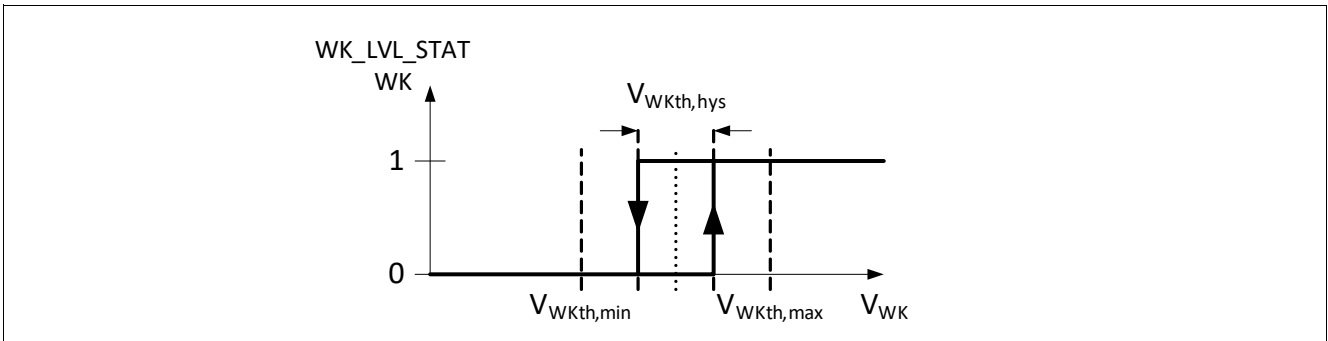 WK_LVL_STAT
WK
V_WKth,hys
1
0
V_WKth,min
V_WKth,max
V_WK